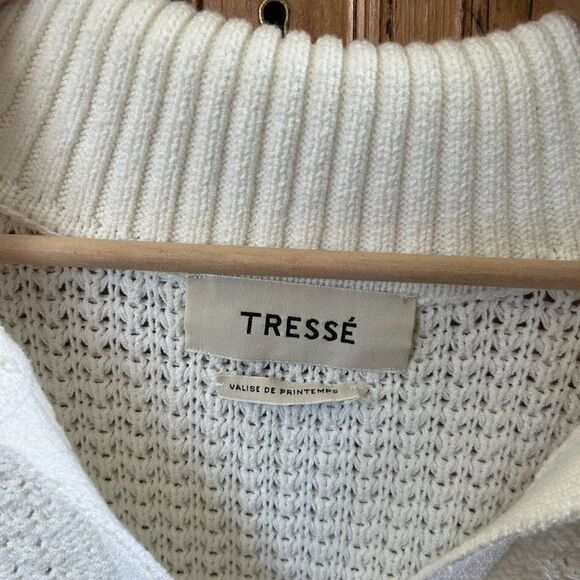 TRESSÉ
VALISE DE PRINTEMPS